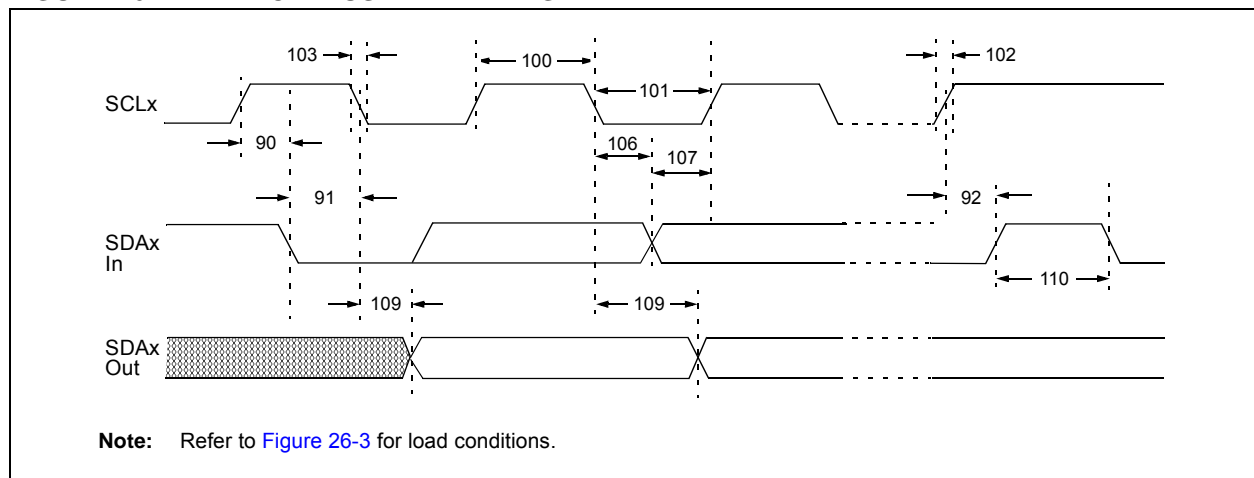 103
100
101
102
SCLx
90
106
107
91
92
SDAx
In
110
109
109
SDAx
Out
Note: Refer to Figure 26-3 for load conditions.